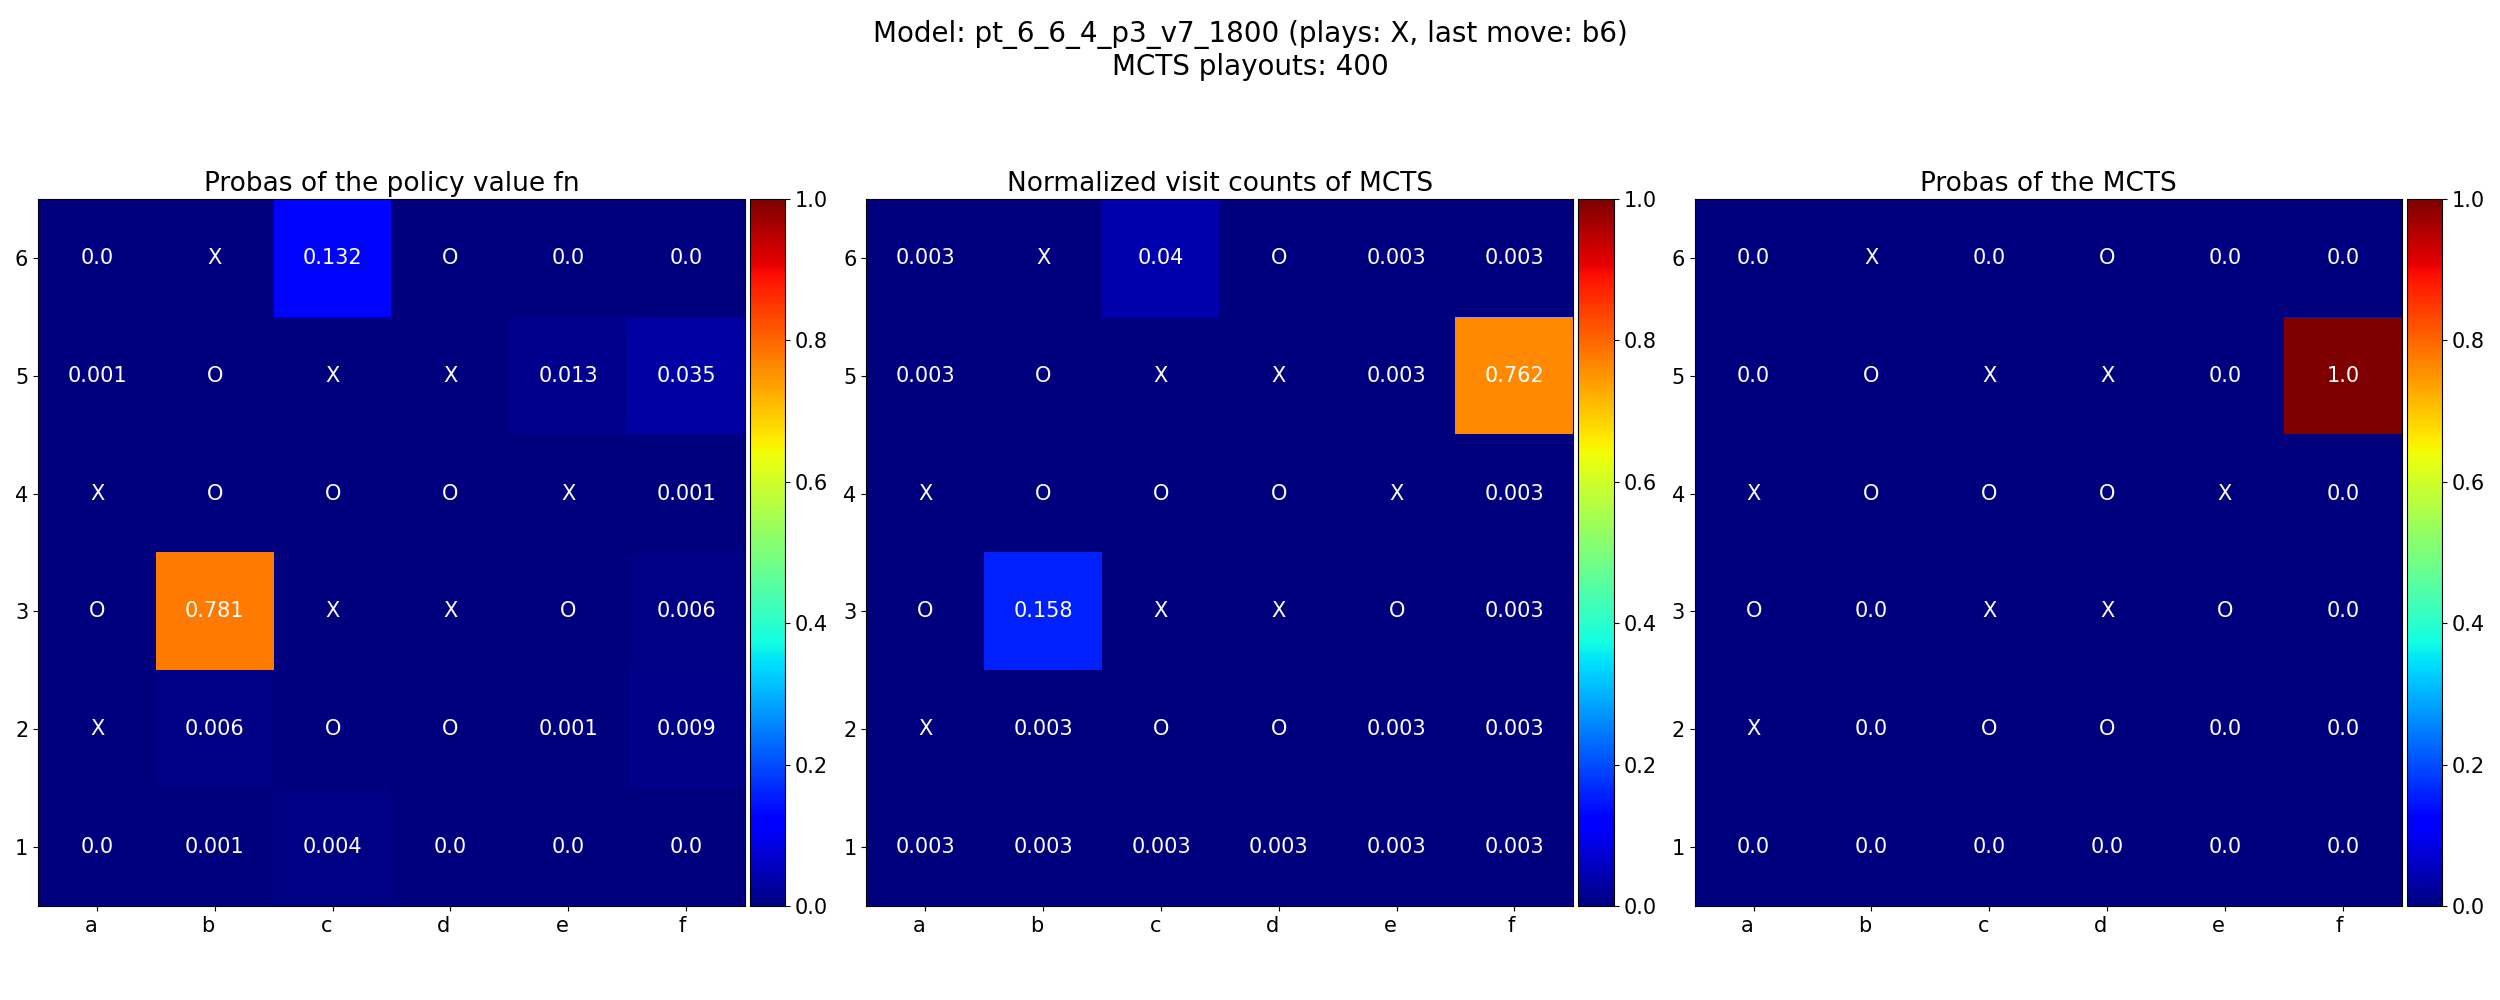 Model: pt_6_6_4_p3_v7_1800 (plays: X, last move: b6)
MCTS playouts: 400
Probas of the policy value fn
6 0.0 X 0.132 O 0.0 0.0
5 0.001 O X X 0.013 0.035
4 X O O O X 0.001
3 O 0.781 X X O 0.006
2 X 0.006 O O 0.001 0.009
1 0.0 0.001 0.004 0.0 0.0 0.0
a b c d e f
1.0
0.8
0.6
0.4
0.2
0.0
Normalized visit counts of MCTS
6 0.003 X 0.04 O 0.003 0.003
5 0.003 O X X 0.003 0.762
4 X O O O X 0.003
3 O 0.158 X X O 0.003
2 X 0.003 O O 0.003 0.003
1 0.003 0.003 0.003 0.003 0.003 0.003
a b c d e f
1.0
0.8
0.6
0.4
0.2
0.0
Probas of the MCTS
6 0.0 X 0.0 O 0.0 0.0
5 0.0 O X X 0.0 1.0
4 X O O O X 0.0
3 O 0.0 X X O 0.0
2 X 0.0 O O 0.0 0.0
1 0.0 0.0 0.0 0.0 0.0 0.0
a b c d e f
1.0
0.8
0.6
0.4
0.2
0.0